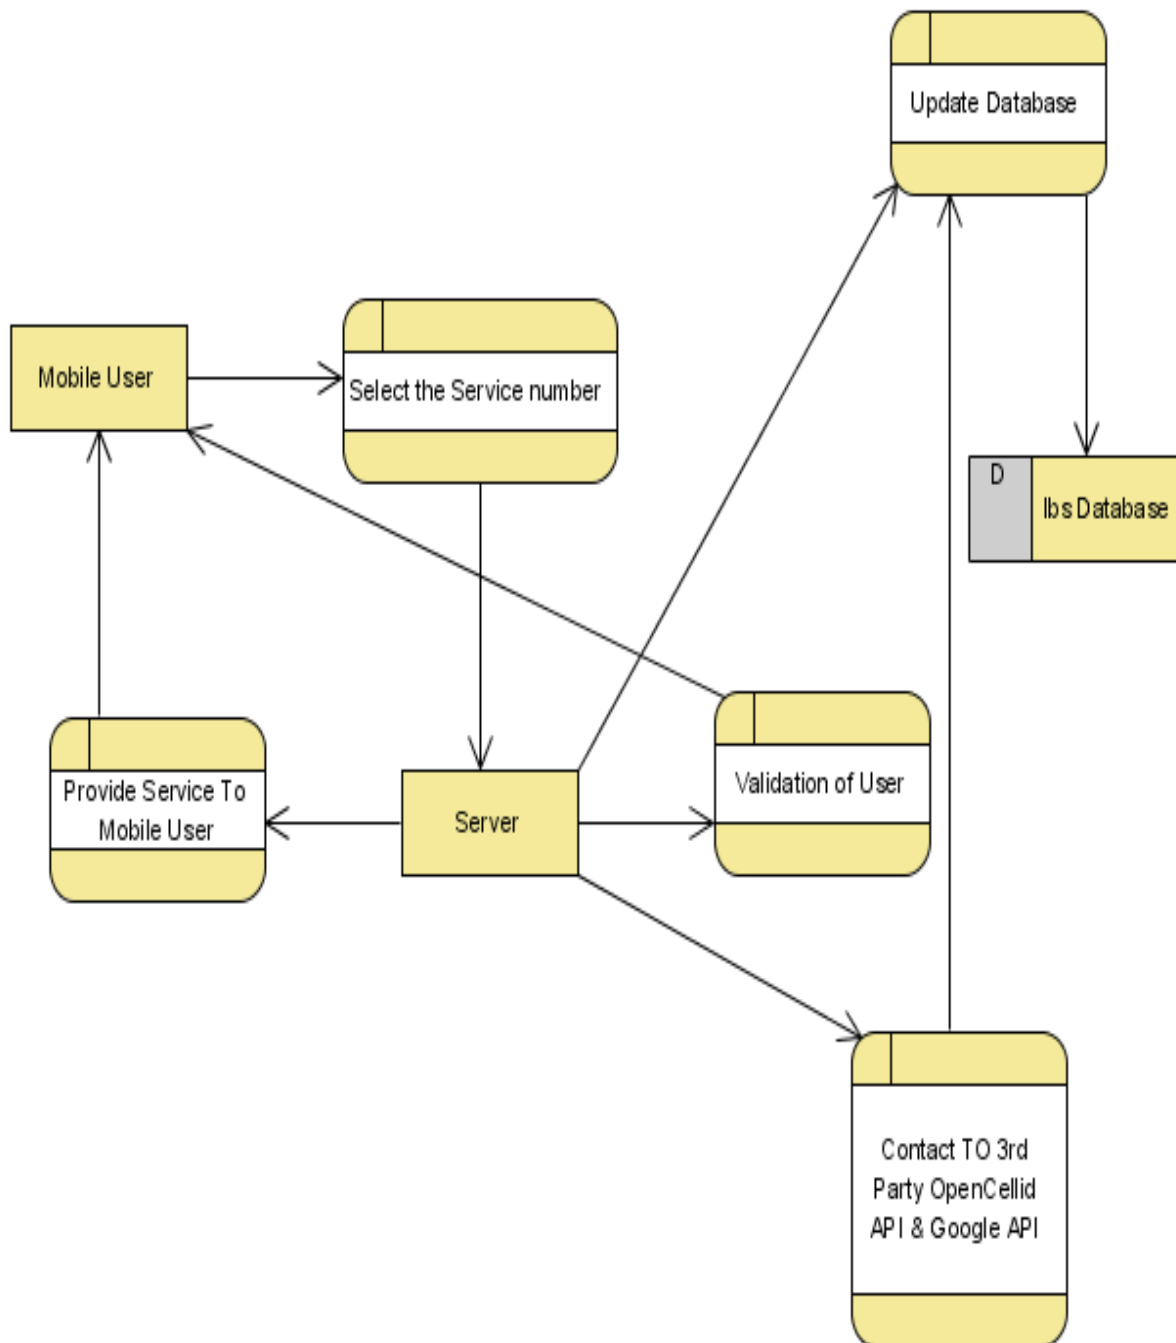 Update Database
Mobile User
Select the Service number
D
lbs Database
Provide Service To
Mobile User
Server
Validation of User
Contact TO 3rd
Party OpenCellid
API & Google API